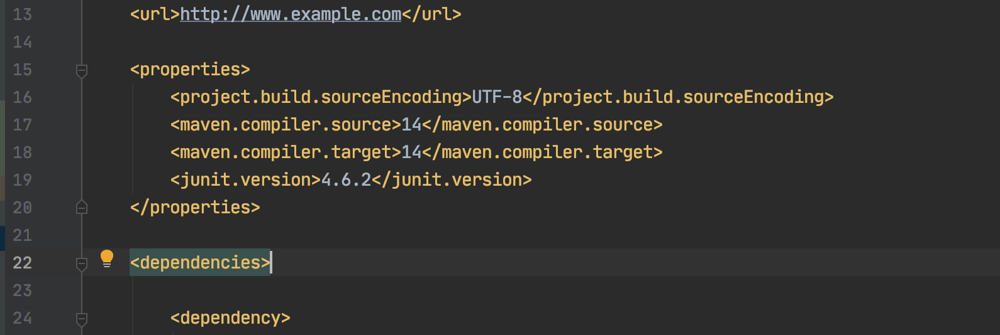 13 <url>http://www.example.com</url>
14
15 <properties>
16 <project.build.sourceEncoding>UTF-8</project.build.sourceEncoding>
17 <maven.compiler.source>14</maven.compiler.source>
18 <maven.compiler.target>14</maven.compiler.target>
19 <junit.version>4.6.2</junit.version>
20 </properties>
21
22 <dependencies>
23
24 <dependency>